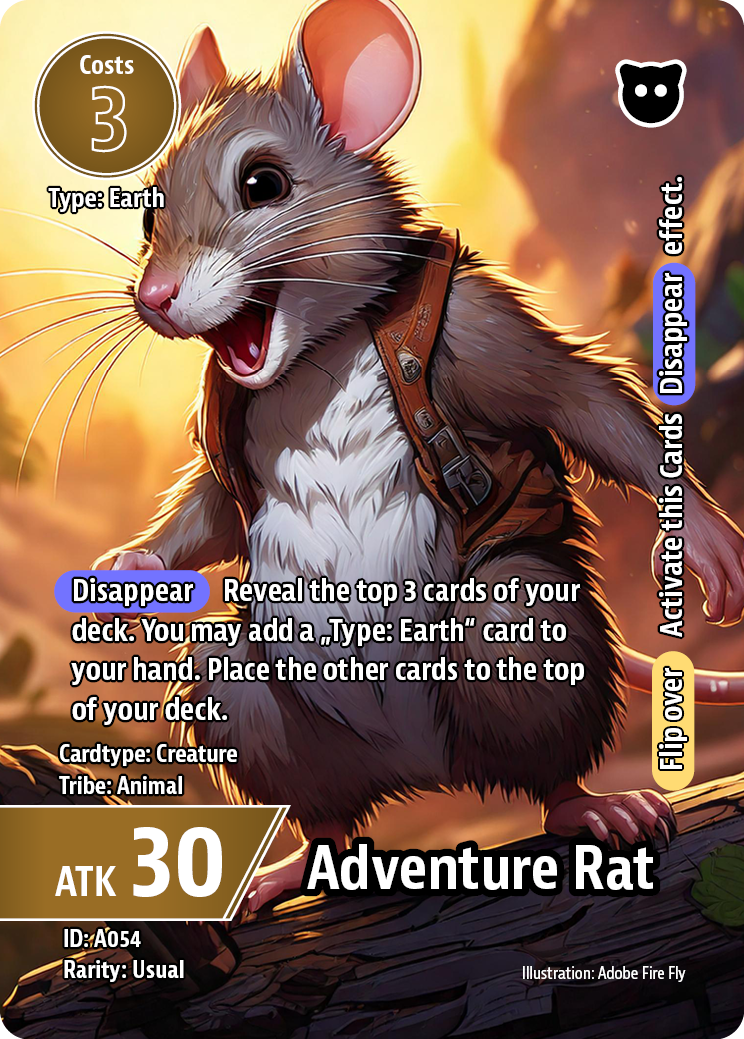 Costs
3
Type: Earth
Disappear Reveal the top 3 cards of your
deck. You may add a „Type: Earth“ card to
your hand. Place the other cards to the top
of your deck.
Cardtype: Creature
Tribe: Animal
ATK 30
Adventure Rat
ID: A054
Rarity: Usual
Illustration: Adobe Fire Fly
Flip over Activate this Cards Disappear effect.